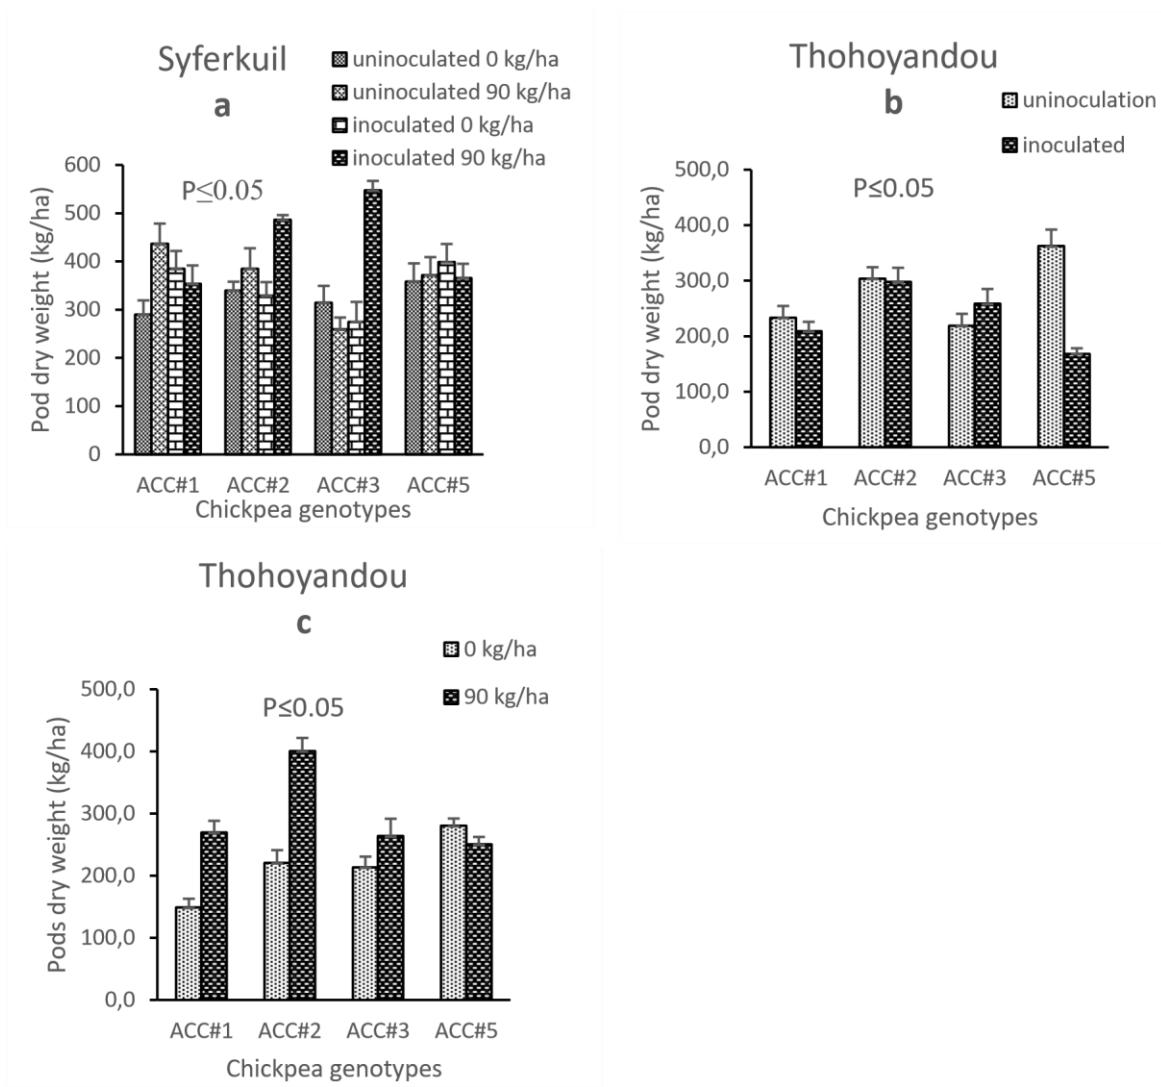 Syferkuil
a
uninoculated 0 kg/ha
uninoculated 90 kg/ha
inoculated 0 kg/ha
inoculated 90 kg/ha
P≤0.05
Pod dry weight (kg/ha)
600
500
400
300
200
100
0
ACC#1 ACC#2 ACC#3 ACC#5
Chickpea genotypes
Thohoyandou
b
uninoculation
inoculated
P≤0.05
Pod dry weight (kg/ha)
500,0
400,0
300,0
200,0
100,0
0,0
ACC#1 ACC#2 ACC#3 ACC#5
Chickpea genotypes
Thohoyandou
c
0 kg/ha
90 kg/ha
P≤0.05
Pods dry weight (kg/ha)
500,0
400,0
300,0
200,0
100,0
0,0
ACC#1 ACC#2 ACC#3 ACC#5
Chickpea genotypes